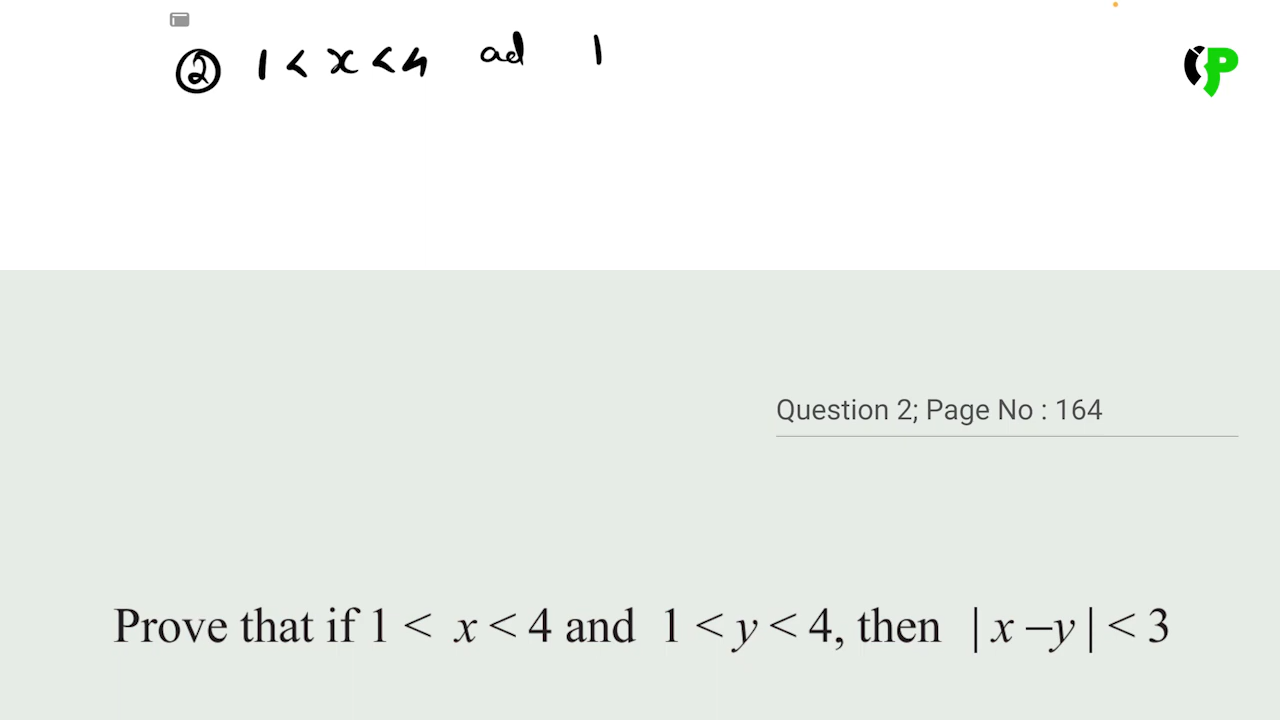 ② 1 < x < 4 ad 1
Question 2; Page No : 164
Prove that if 1 < x < 4 and 1 < y < 4, then | x – y | < 3